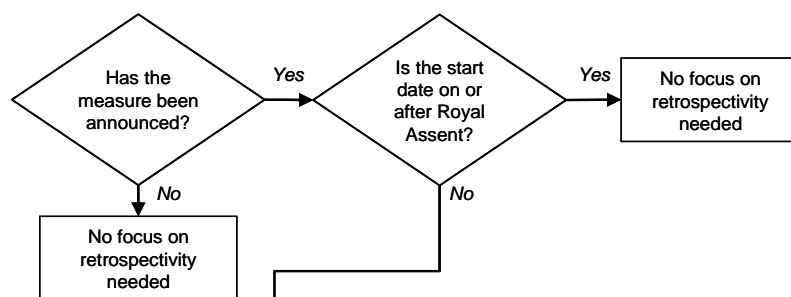 Has the
measure been
announced?
Yes
Is the start
date on or
after Royal
Assent?
Yes
No focus on
retrospectivity
needed
No
No focus on
retrospectivity
needed
No